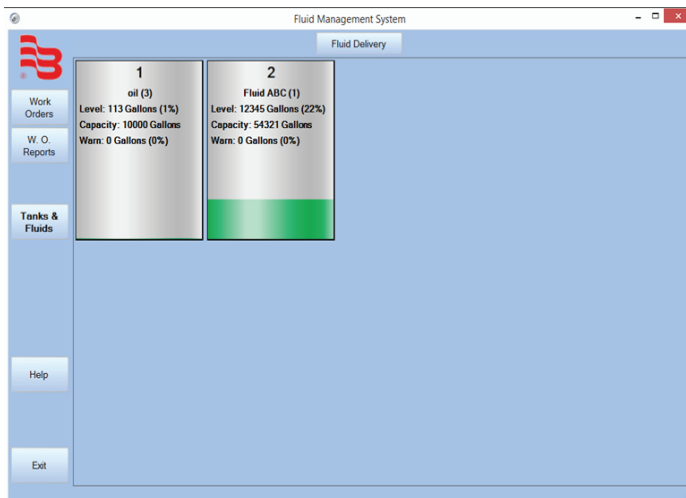 Fluid Management System
Fluid Delivery
Work
Orders
W. O.
Reports
Tanks &
Fluids
Help
Exit
1
oil (3)
Level: 113 Gallons (1%)
Capacity: 10000 Gallons
Warn: 0 Gallons (0%)
2
Fluid ABC (1)
Level: 12345 Gallons (22%)
Capacity: 54321 Gallons
Warn: 0 Gallons (0%)